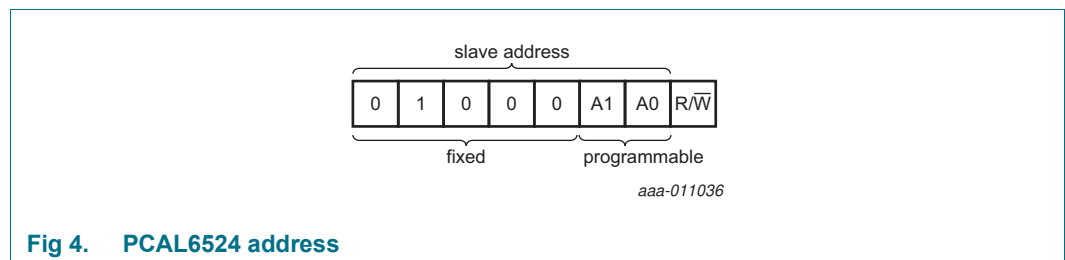 slave address
0 1 0 0 0 A1 A0 R/W̅
fixed programmable
aaa-011036
Fig 4. PCAL6524 address